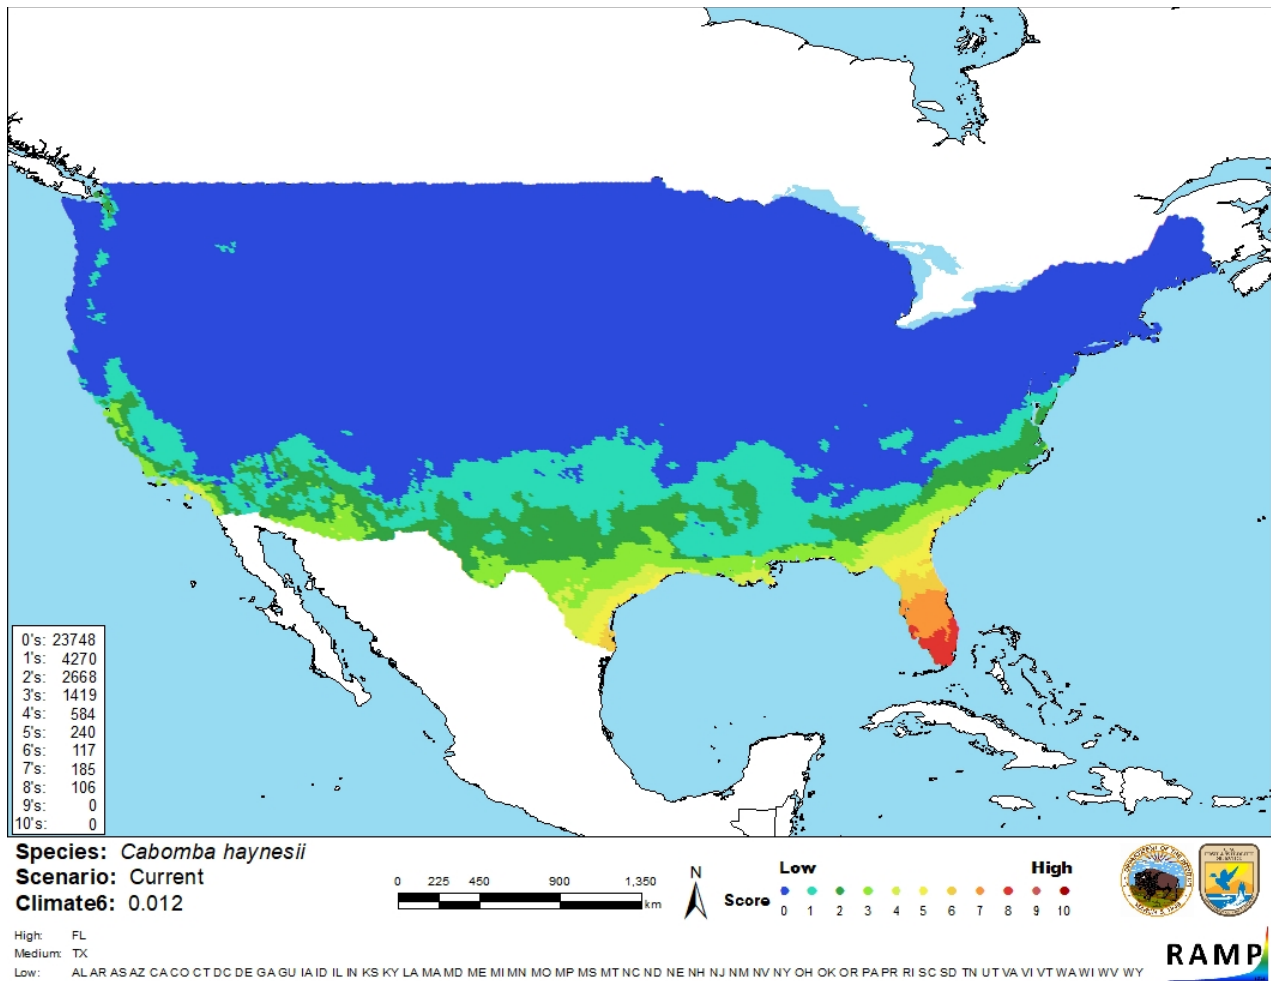 0's: 23748
1's: 4270
2's: 2668
3's: 1419
4's: 584
5's: 240
6's: 117
7's: 185
8's: 106
9's: 0
10's: 0
Species: Cabomba haynesii
Scenario: Current
Climate6: 0.012
0 225 450 900 1,350
km
N
Low High
Score
0 1 2 3 4 5 6 7 8 9 10
High: FL
Medium: TX
Low: AL AR AS AZ CA CO CT DC DE GA GU IA ID IL IN KS KY LA MA MD ME MI MN MO MP MS MT NC ND NE NH NJ NM NV NY OH OK OR PA PR RI SC SD TN UT VA VI VT WA WI WV WY
RAMP